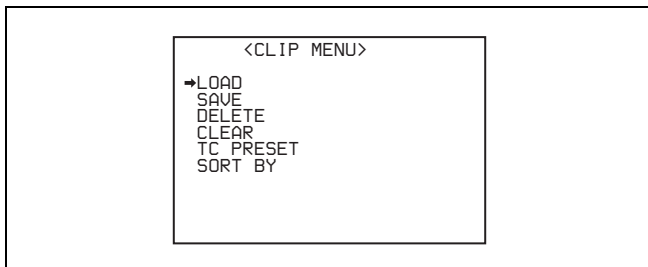 <CLIP MENU>
➡LOAD
SAVE
DELETE
CLEAR
TC PRESET
SORT BY